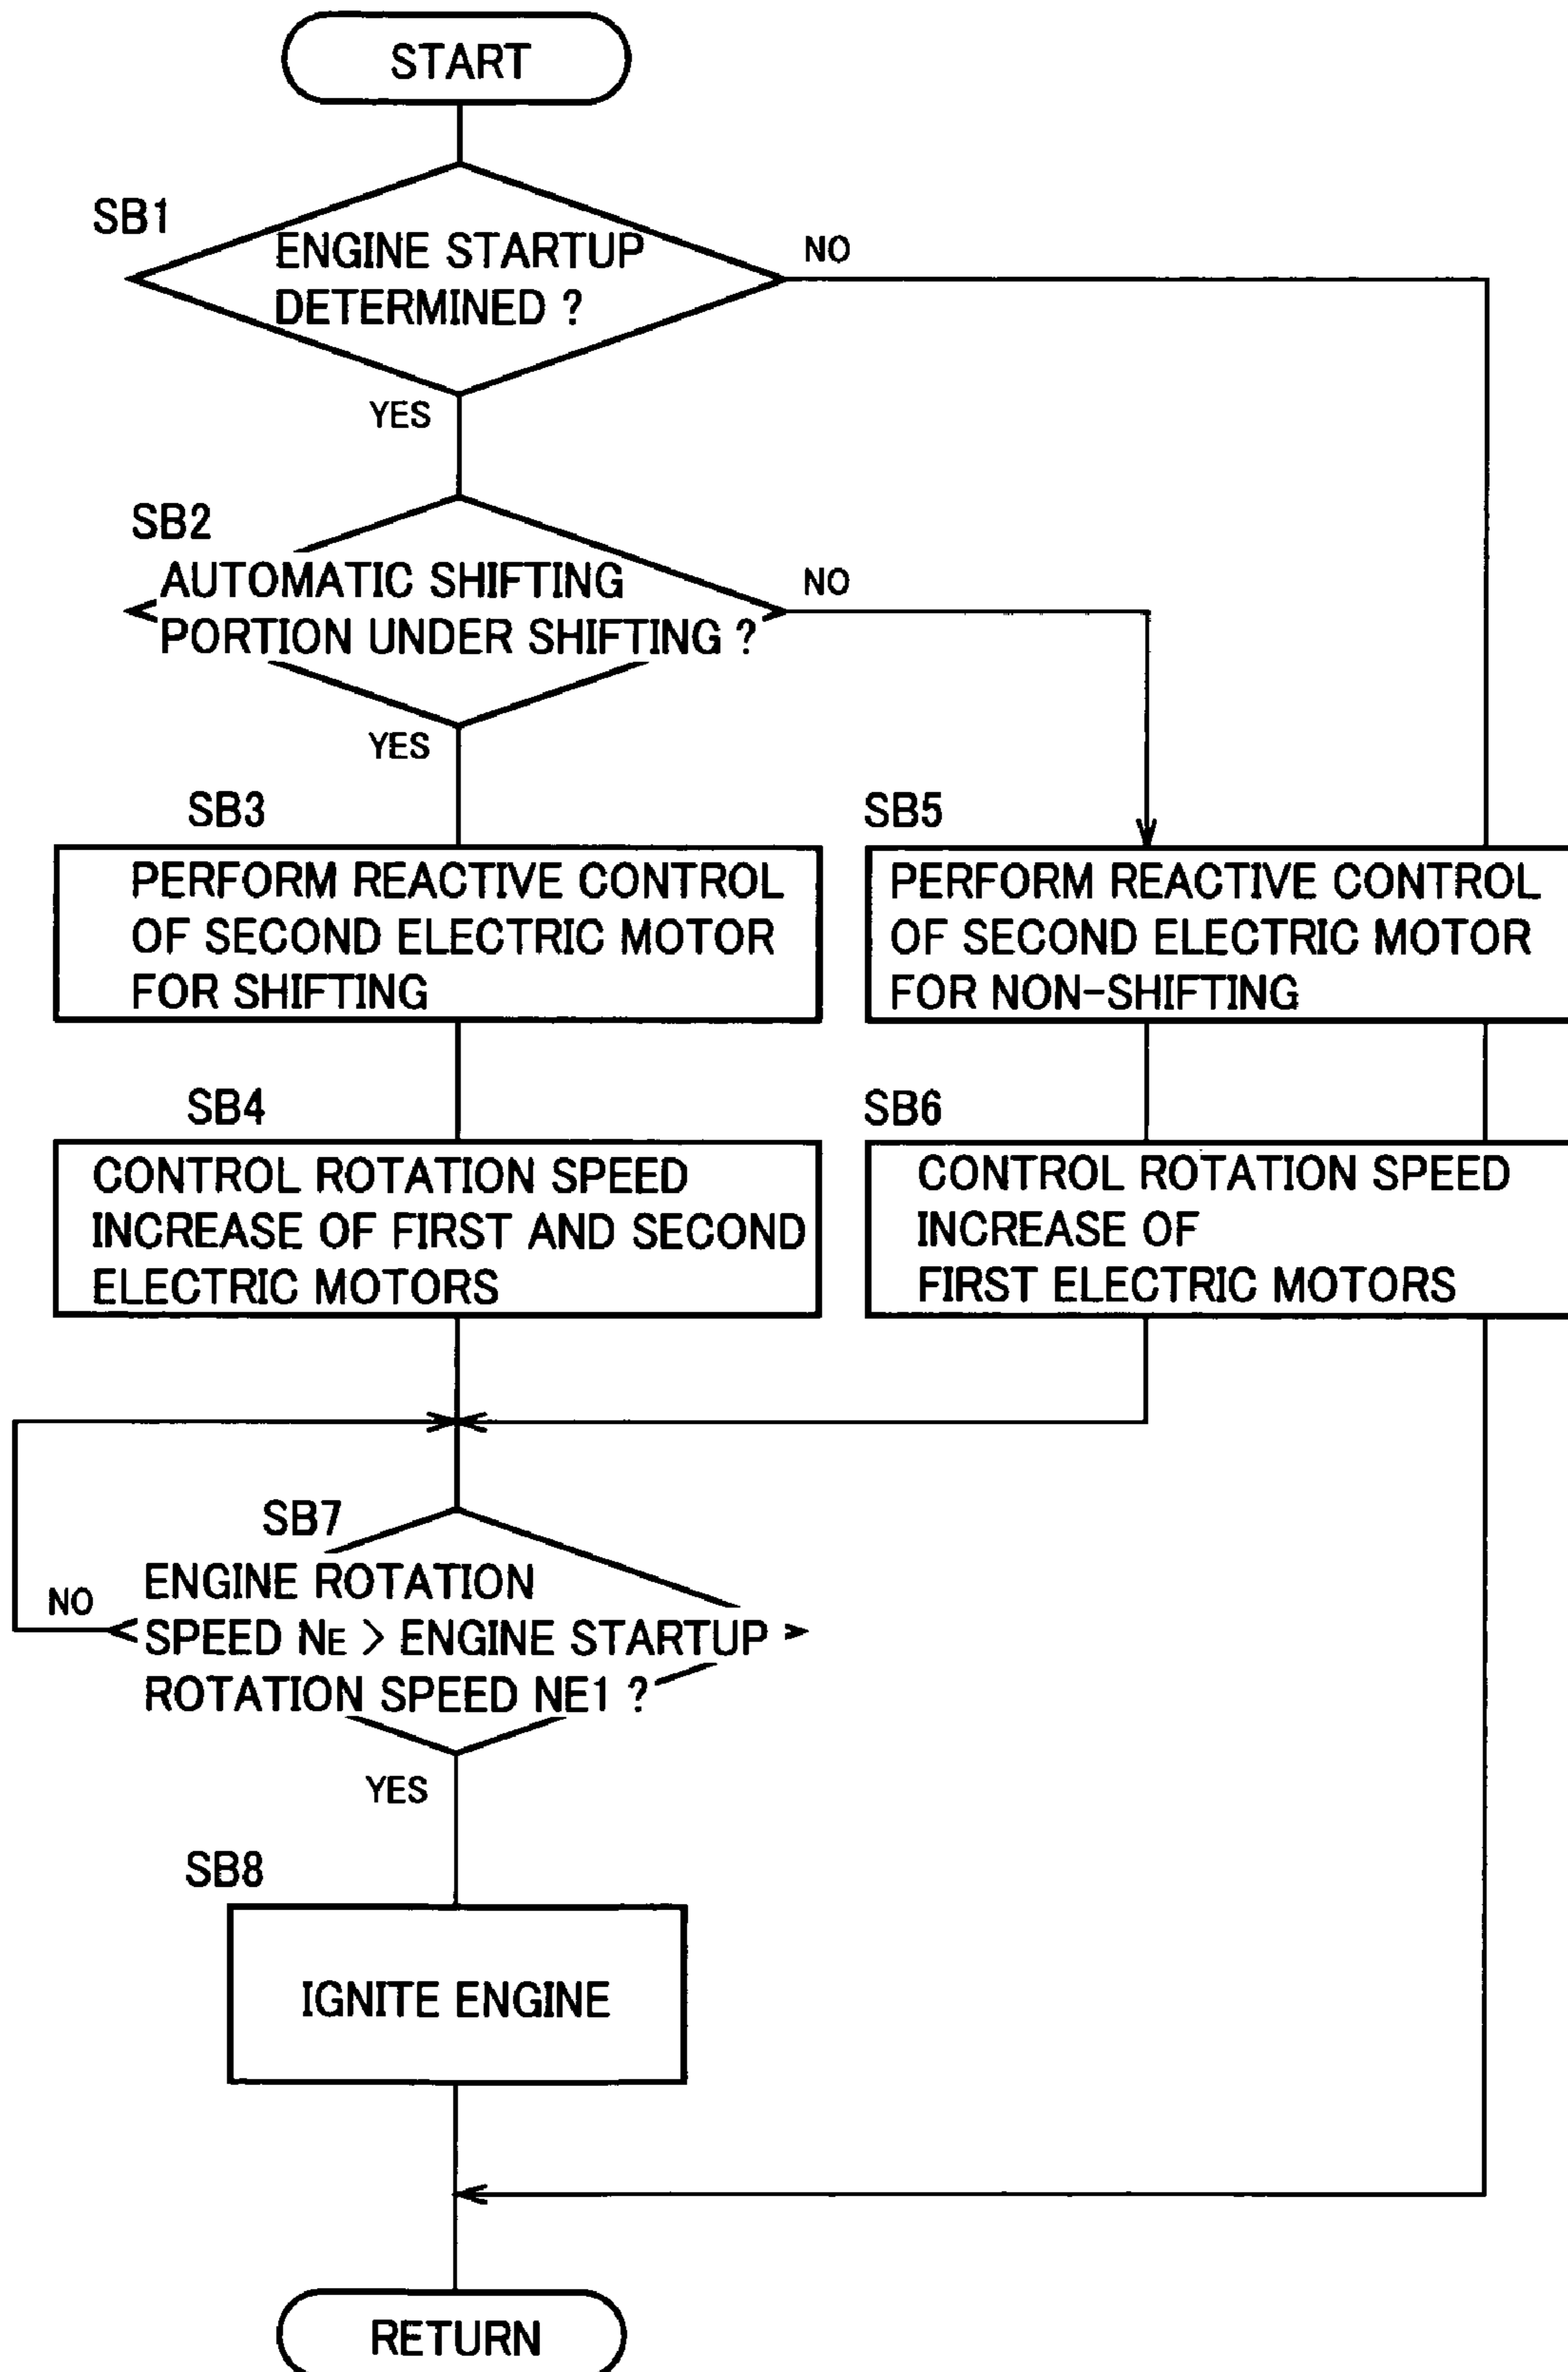 START
SB1
ENGINE STARTUP
DETERMINED ?
NO
YES
SB2
AUTOMATIC SHIFTING
PORTION UNDER SHIFTING ?
NO
YES
SB3
PERFORM REACTIVE CONTROL
OF SECOND ELECTRIC MOTOR
FOR SHIFTING
SB5
PERFORM REACTIVE CONTROL
OF SECOND ELECTRIC MOTOR
FOR NON-SHIFTING
SB4
CONTROL ROTATION SPEED
INCREASE OF FIRST AND SECOND
ELECTRIC MOTORS
SB6
CONTROL ROTATION SPEED
INCREASE OF
FIRST ELECTRIC MOTORS
SB7
ENGINE ROTATION
SPEED NE > ENGINE STARTUP
ROTATION SPEED NE1 ?
NO
YES
SB8
IGNITE ENGINE
RETURN